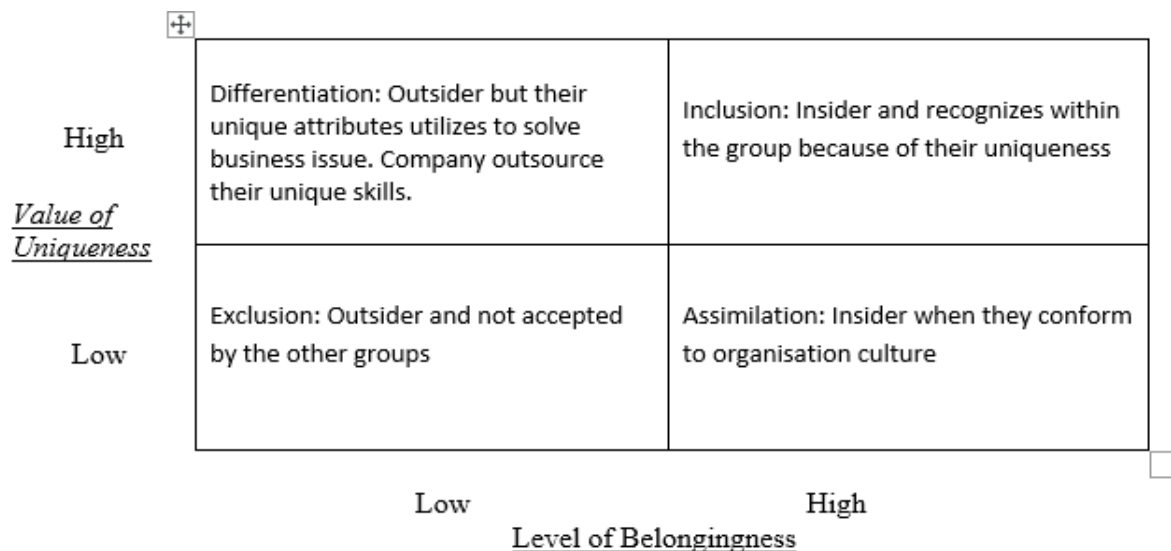 High
Value of
Uniqueness
Low
Differentiation: Outsider but their
unique attributes utilizes to solve
business issue. Company outsource
their unique skills.
Inclusion: Insider and recognizes within
the group because of their uniqueness
Exclusion: Outsider and not accepted
by the other groups
Assimilation: Insider when they conform
to organisation culture
Low
High
Level of Belongingness